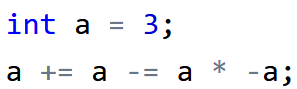 int a = 3;
a += a -= a * -a;